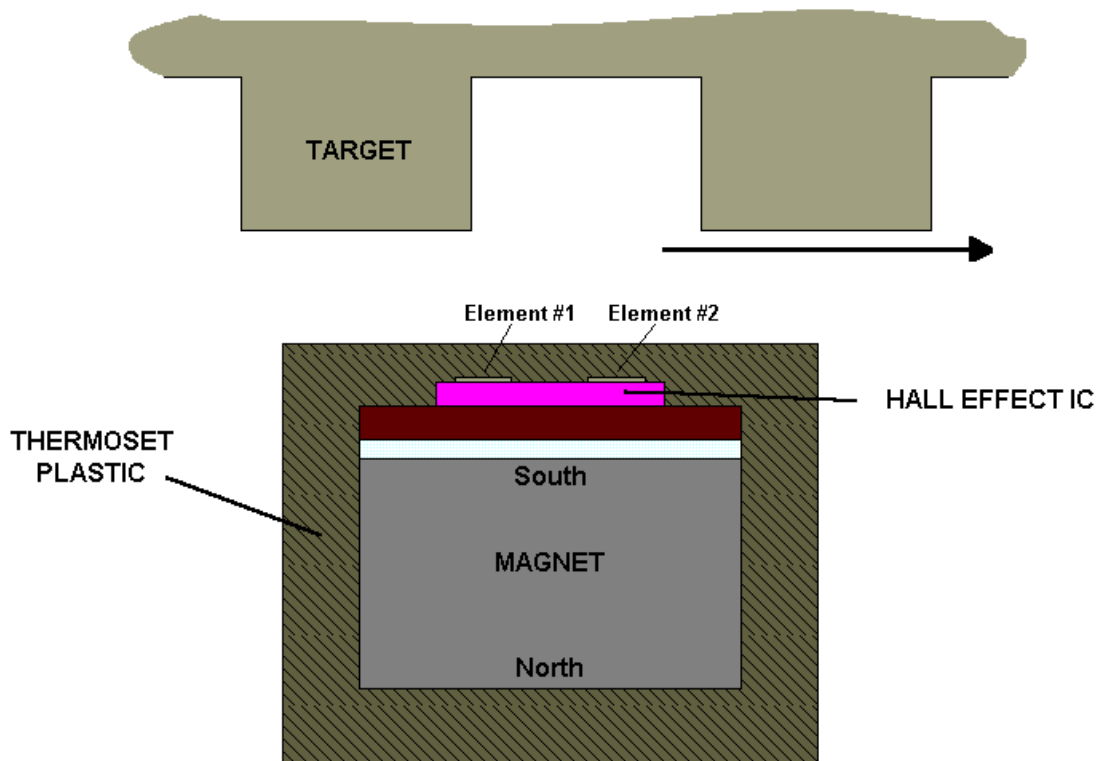 TARGET
Element #1
Element #2
HALL EFFECT IC
THERMOSET
PLASTIC
South
MAGNET
North